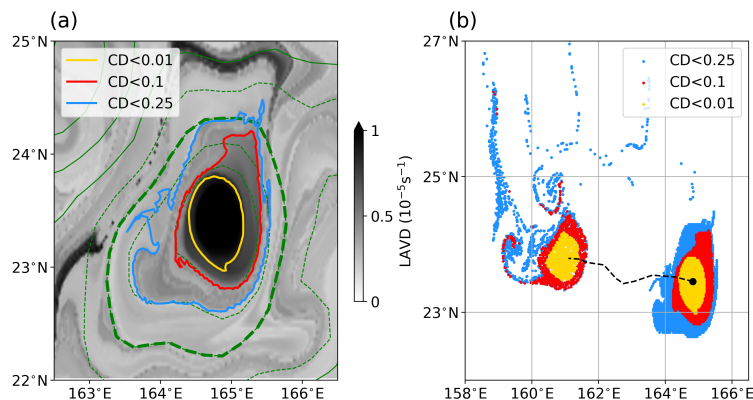 (a)
25°N
24°N
23°N
22°N
163°E
164°E
165°E
166°E
CD<0.01
CD<0.1
CD<0.25
1
0.5
0
LAVD (10⁻⁵s⁻¹)
(b)
27°N
25°N
23°N
158°E
160°E
162°E
164°E
166°E
CD<0.25
CD<0.1
CD<0.01